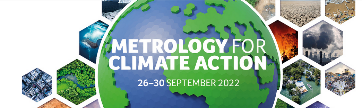 METROLOGY FOR
CLIMATE ACTION
26–30 SEPTEMBER 2022